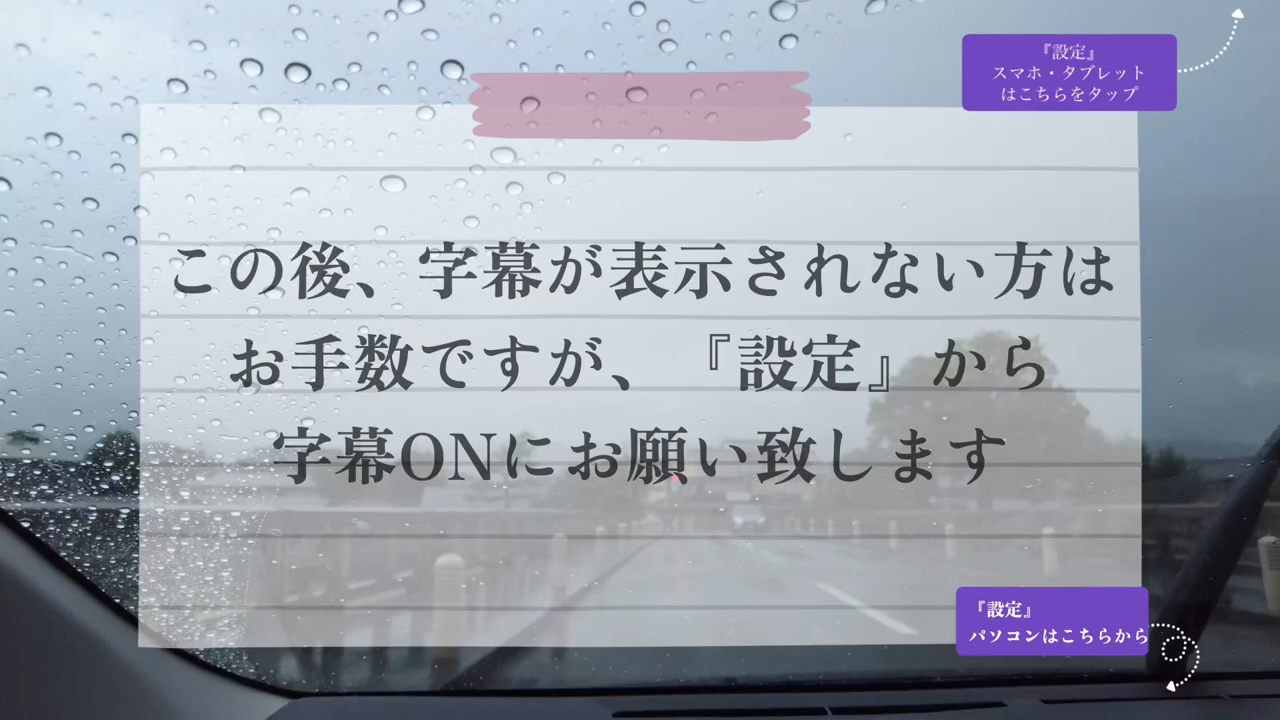 『設定』
スマホ・タブレット
はこちらをタップ
この後、字幕が表示されない方は
お手数ですが、『設定』から
字幕ONにお願い致します
『設定』
パソコンはこちらから